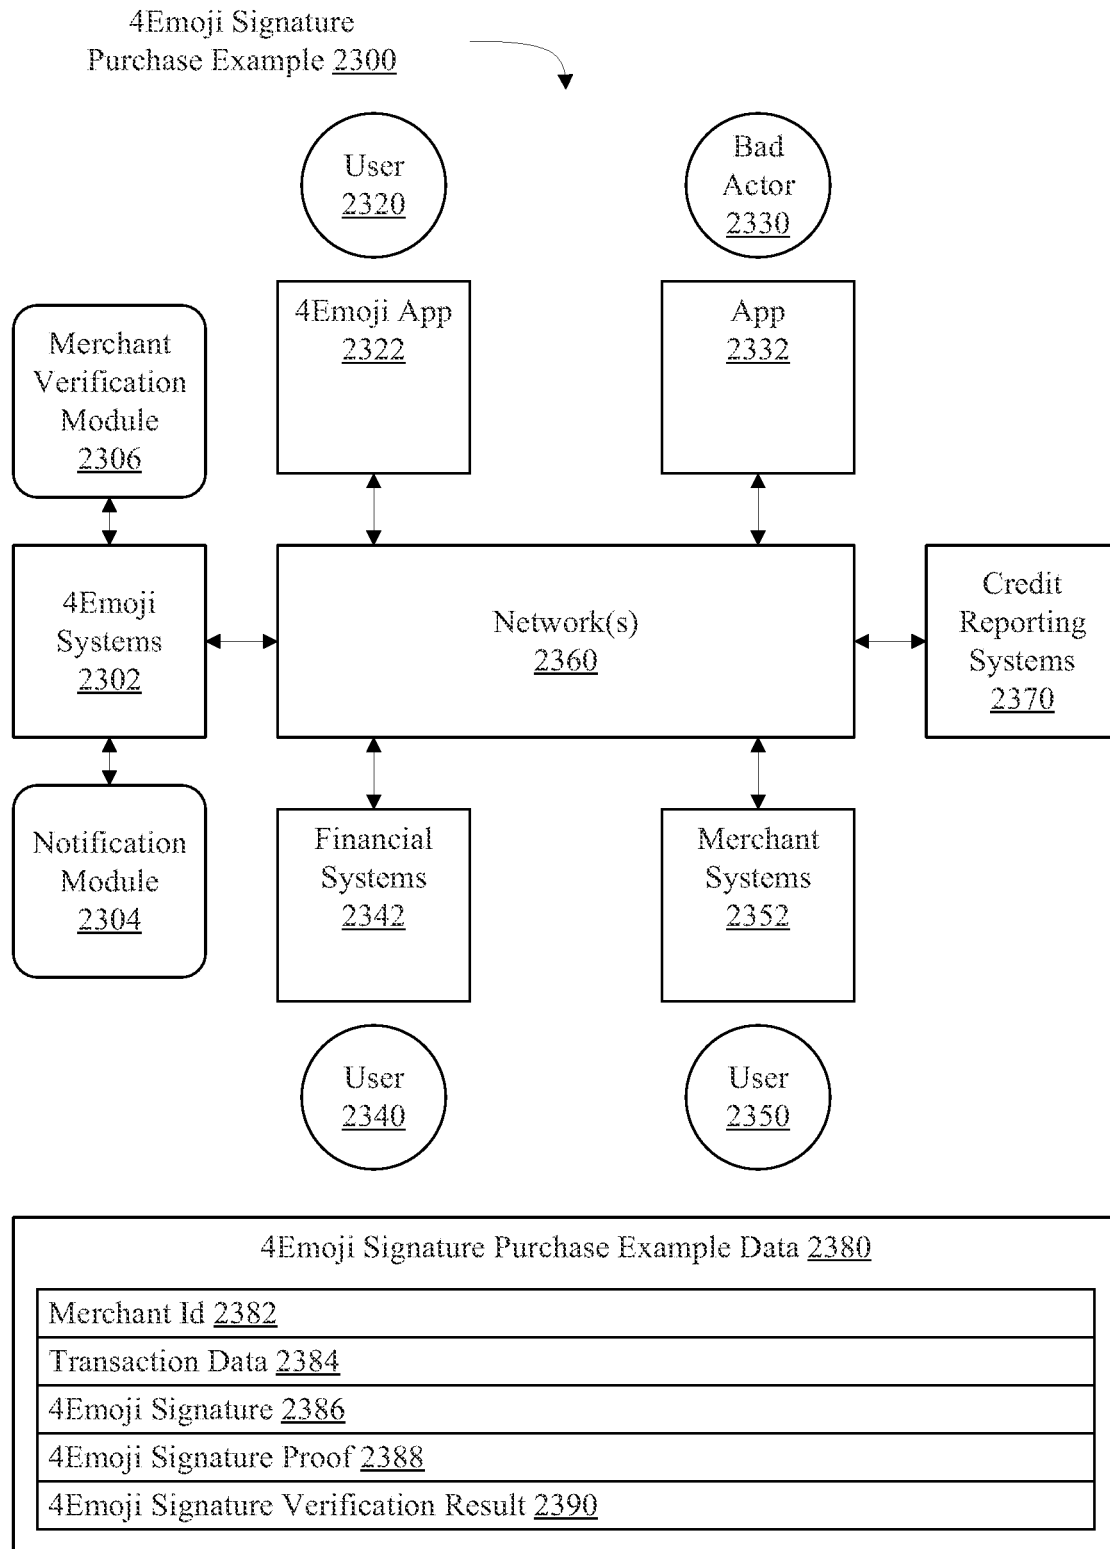 4Emoji Signature
Purchase Example 2300
User
2320
Bad
Actor
2330
4Emoji App
2322
App
2332
Merchant
Verification
Module
2306
4Emoji
Systems
2302
Network(s)
2360
Credit
Reporting
Systems
2370
Notification
Module
2304
Financial
Systems
2342
Merchant
Systems
2352
User
2340
User
2350
4Emoji Signature Purchase Example Data 2380
Merchant Id 2382
Transaction Data 2384
4Emoji Signature 2386
4Emoji Signature Proof 2388
4Emoji Signature Verification Result 2390